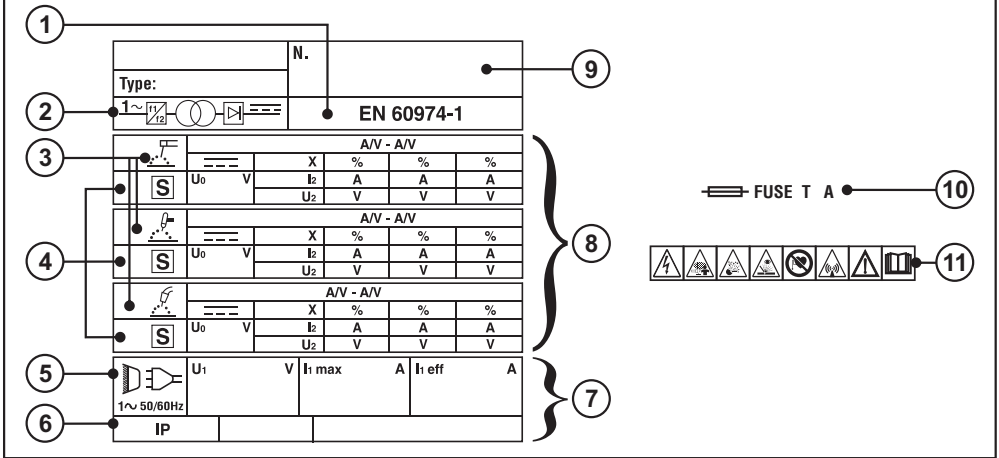 1
N.
9
Type:
2
1~ f1 f2
EN 60974-1
3
A/V - A/V
X % % %
S U0 V I2 A A A
U2 V V V
10
FUSE T A
A/V - A/V
X % % %
4
S U0 V I2 A A A
U2 V V V
8
11
A/V - A/V
X % % %
S U0 V I2 A A A
U2 V V V
5
U1 V I1 max A I1 eff A
1~ 50/60Hz
7
6
IP